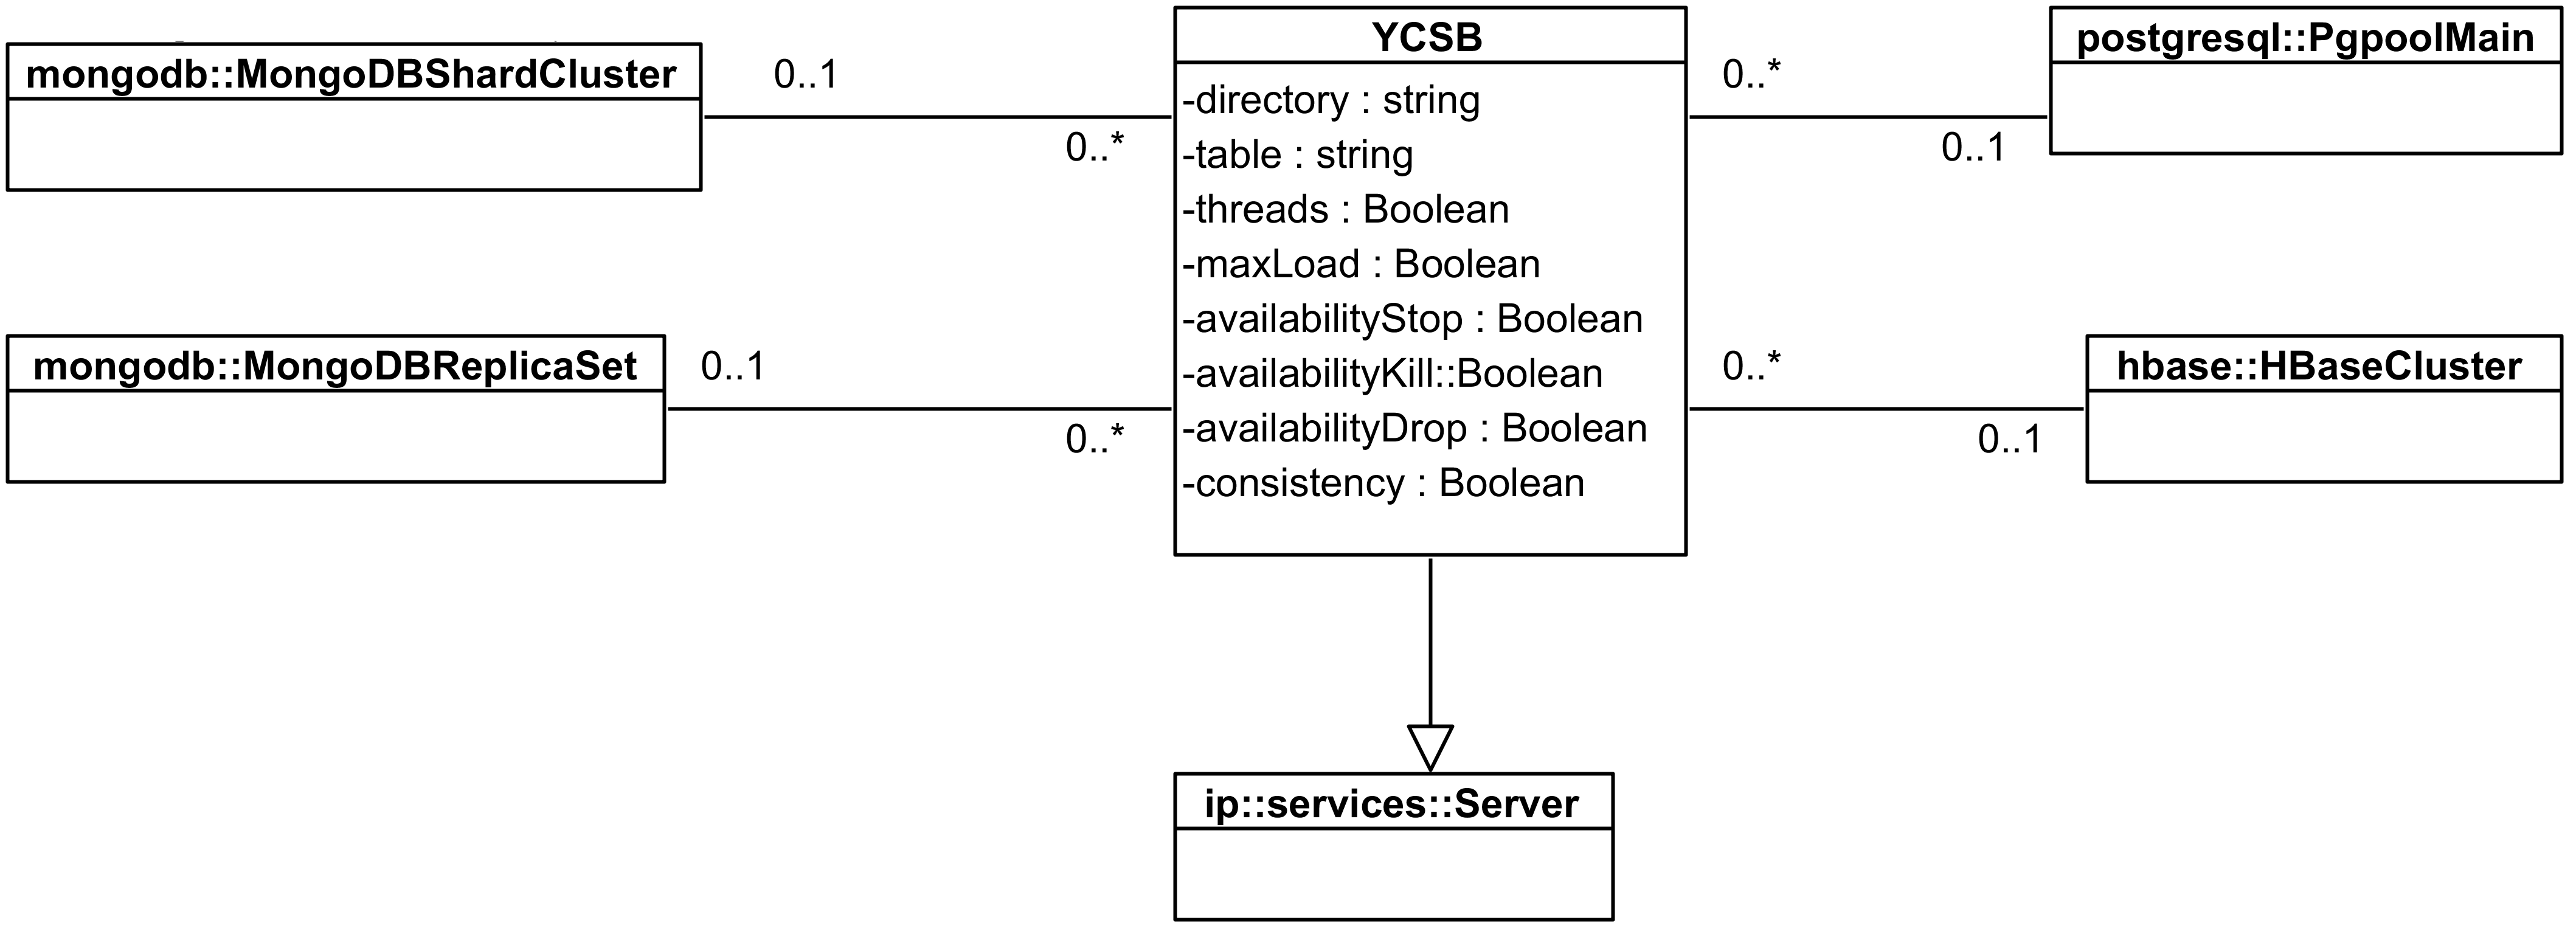 mongodb::MongoDBShardCluster
0..1
0..*
mongodb::MongoDBReplicaSet
0..1
0..*
YCSB
-directory : string
-table : string
-threads : Boolean
-maxLoad : Boolean
-availabilityStop : Boolean
-availabilityKill::Boolean
-availabilityDrop : Boolean
-consistency : Boolean
0..*
0..1
postgresql::PgpoolMain
0..*
0..1
hbase::HBaseCluster
ip::services::Server